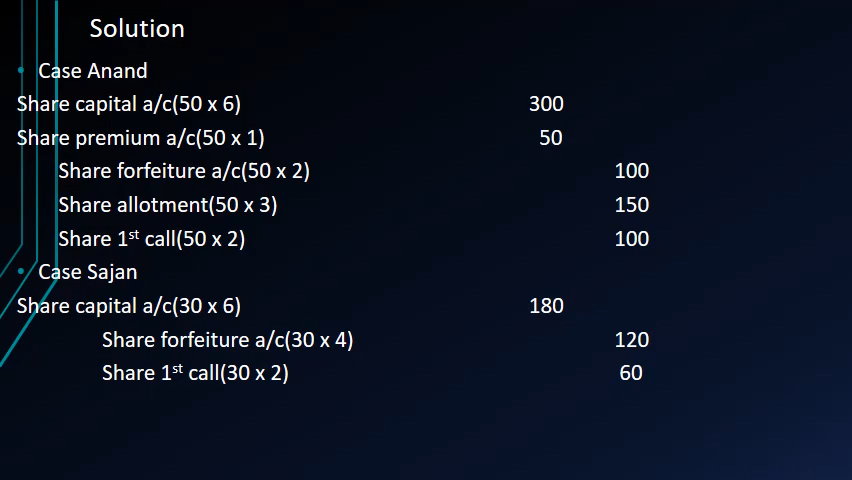 Solution
• Case Anand
Share capital a/c(50 x 6) 300
Share premium a/c(50 x 1) 50
Share forfeiture a/c(50 x 2) 100
Share allotment(50 x 3) 150
Share 1st call(50 x 2) 100
• Case Sajan
Share capital a/c(30 x 6) 180
Share forfeiture a/c(30 x 4) 120
Share 1st call(30 x 2) 60